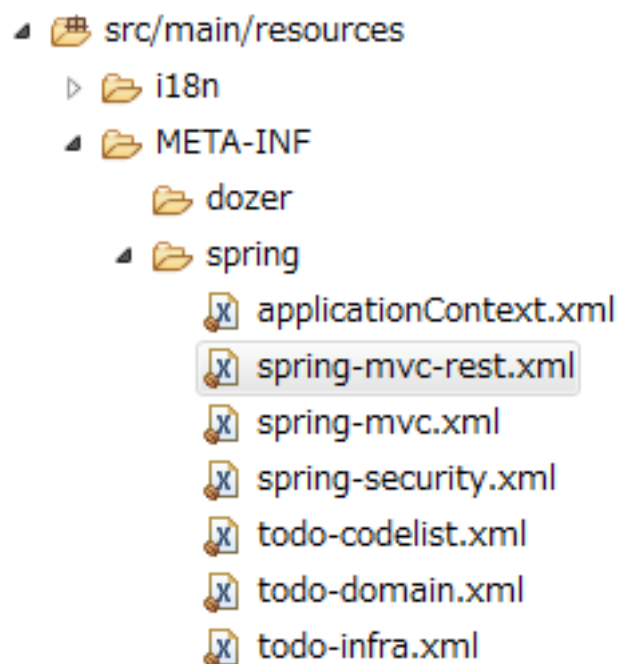 src/main/resources
i18n
META-INF
dozer
spring
applicationContext.xml
spring-mvc-rest.xml
spring-mvc.xml
spring-security.xml
todo-codelist.xml
todo-domain.xml
todo-infra.xml